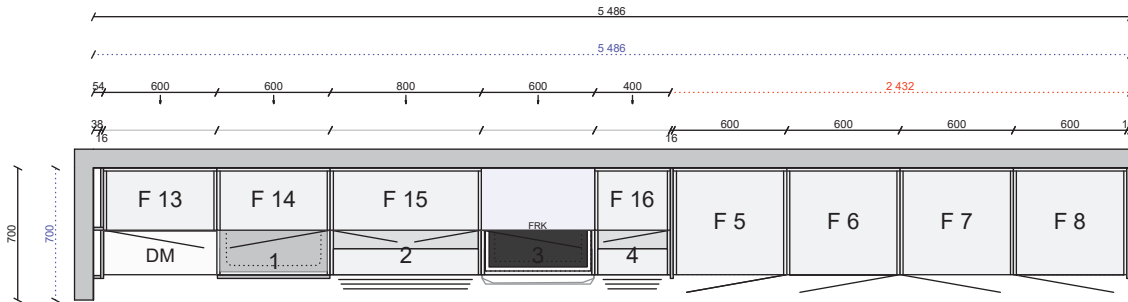 5 486
5 486
54 600 600 800 600 400 2 432
38 600 600 600 600 1
16 16
F 13 F 14 F 15 F 16
F 5 F 6 F 7 F 8
FRK
DM 1 2 3 4
700 700